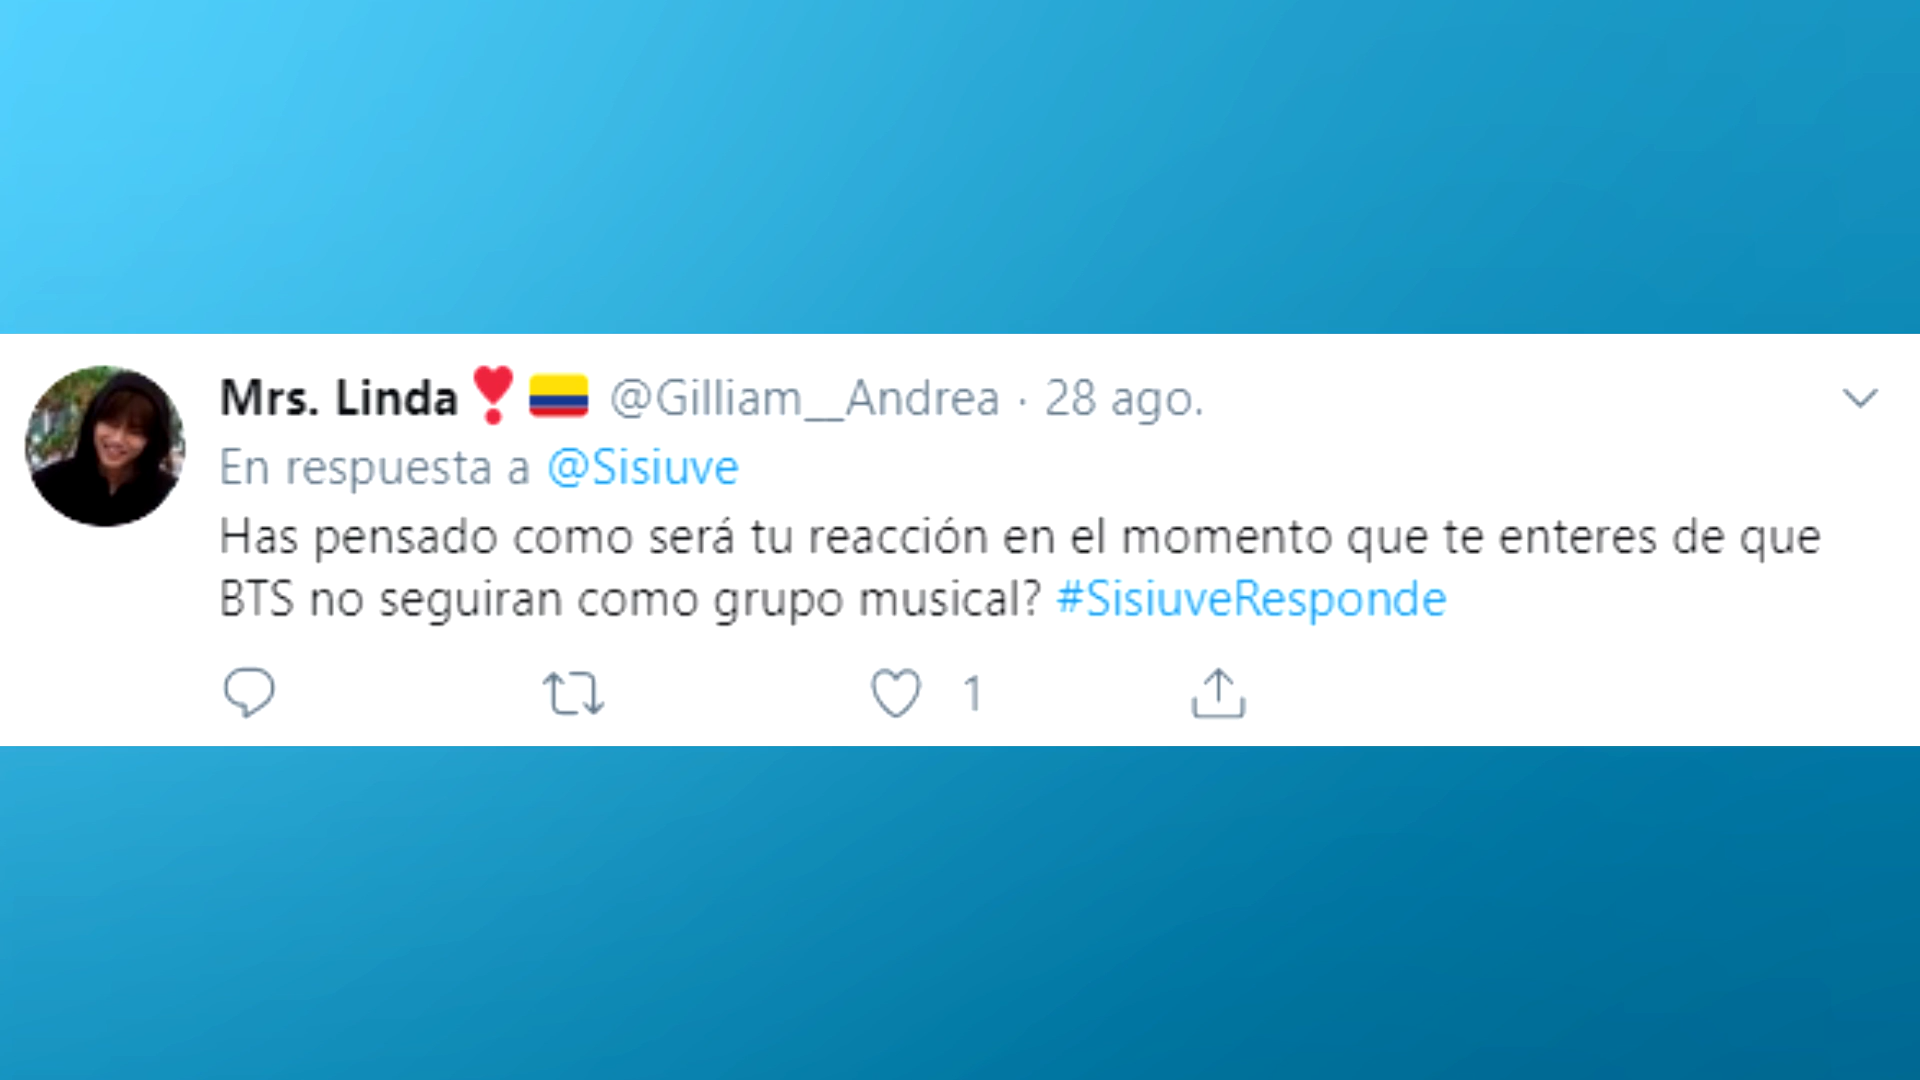 Mrs. Linda❣️🇨🇴 @Gilliam__Andrea · 28 ago.
En respuesta a @Sisiuve
Has pensado como será tu reacción en el momento que te enteres de que
BTS no seguiran como grupo musical? #SisiuveResponde
1